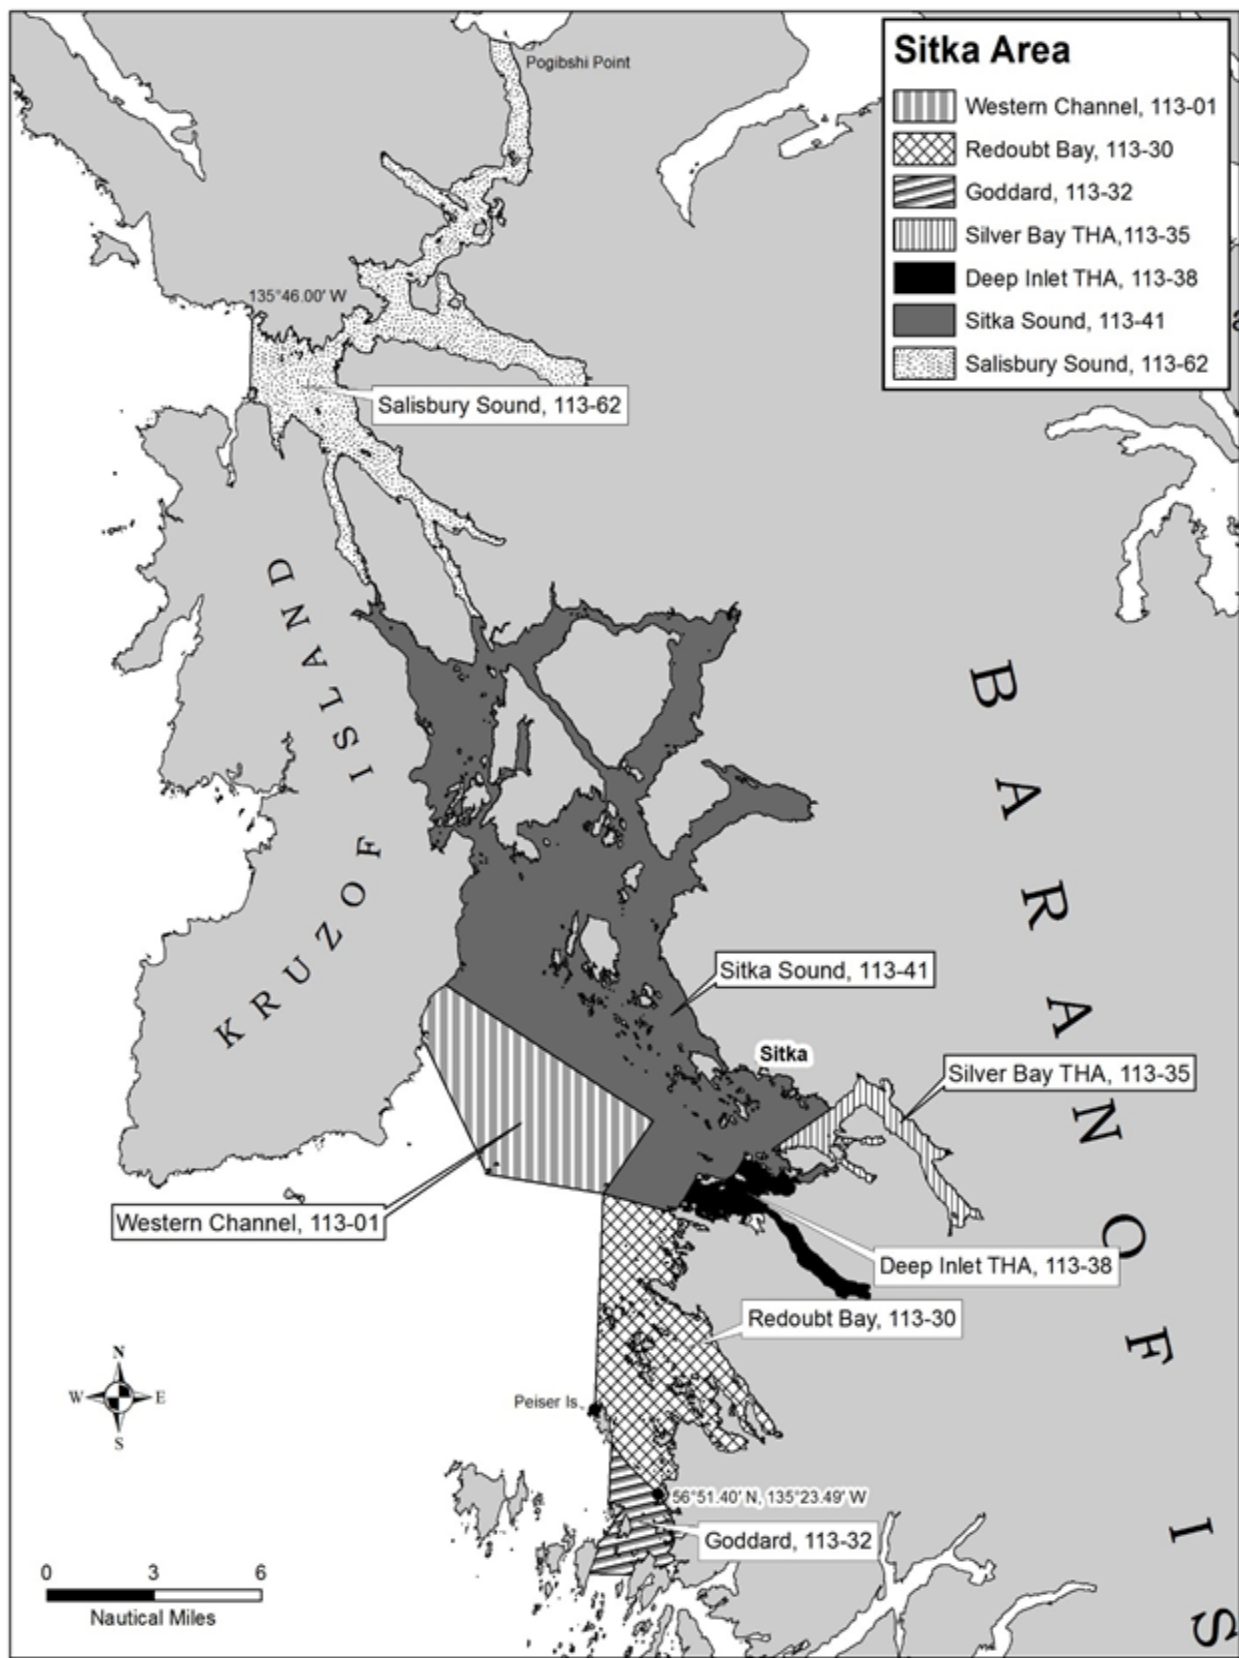 Sitka Area
Western Channel, 113-01
Redoubt Bay, 113-30
Goddard, 113-32
Silver Bay THA,113-35
Deep Inlet THA, 113-38
Sitka Sound, 113-41
Salisbury Sound, 113-62
Pogibshi Point
135°46.00' W
Salisbury Sound, 113-62
KRUZOF ISLAND
BARANOF IS
Sitka Sound, 113-41
Sitka
Silver Bay THA, 113-35
Western Channel, 113-01
Deep Inlet THA, 113-38
Redoubt Bay, 113-30
N
W E
S
Peiser Is.
56°51.40' N, 135°23.49' W
Goddard, 113-32
0 3 6
Nautical Miles